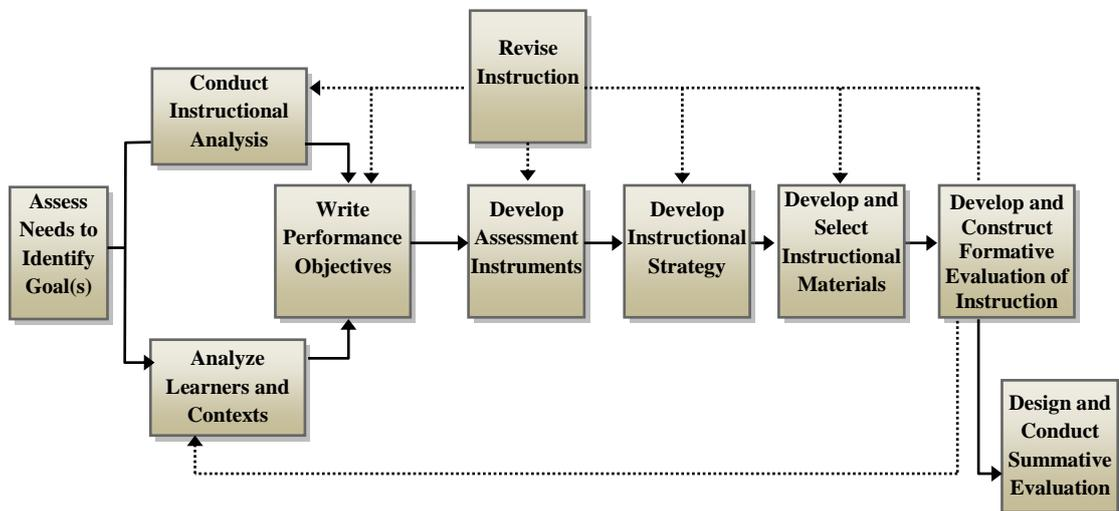 Revise
Instruction
Conduct
Instructional
Analysis
Assess
Needs to
Identify
Goal(s)
Write
Performance
Objectives
Develop
Assessment
Instruments
Develop
Instructional
Strategy
Develop and
Select
Instructional
Materials
Develop and
Construct
Formative
Evaluation of
Instruction
Analyze
Learners and
Contexts
Design and
Conduct
Summative
Evaluation